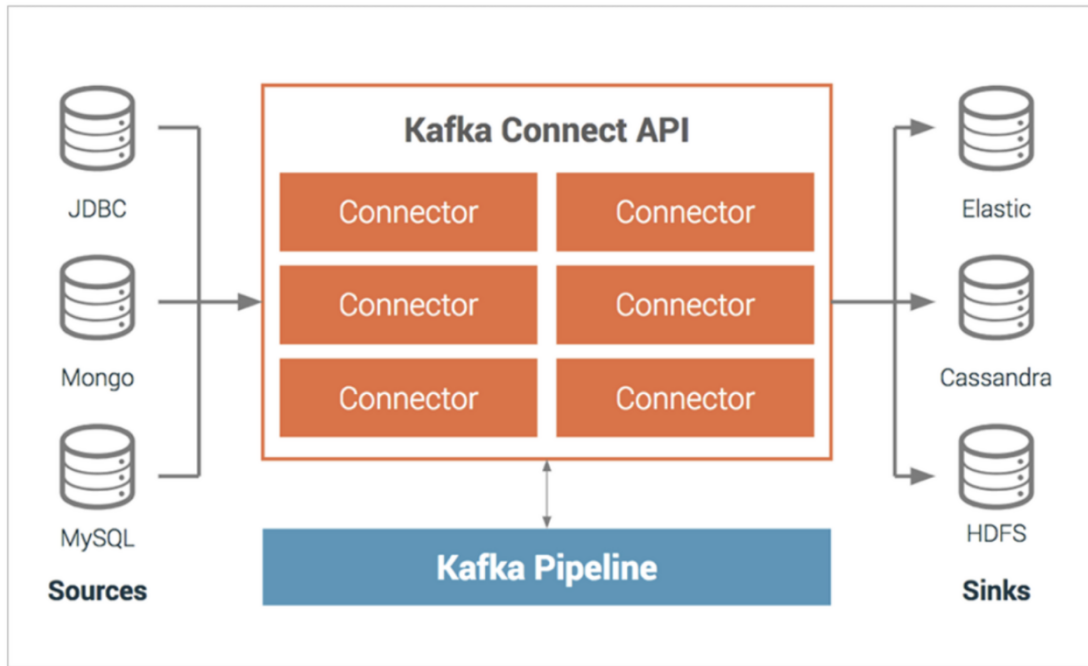 Kafka Connect API
JDBC
Connector
Connector
Elastic
Mongo
Connector
Connector
Cassandra
Connector
Connector
MySQL
HDFS
Kafka Pipeline
Sources
Sinks